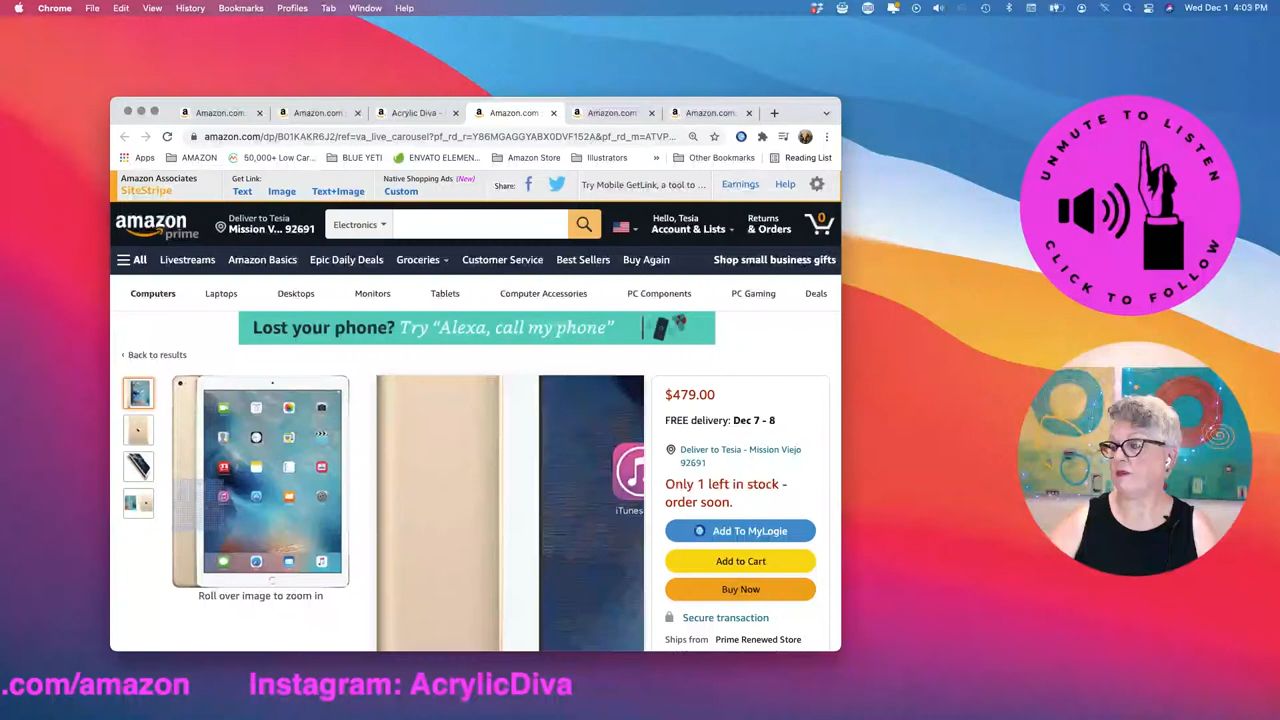 Chrome File Edit View History Bookmarks Profiles Tab Window Help Wed Dec 1 4:03 PM
Amazon.com Amazon.com Acrylic Diva - Amazon.com Amazon.com Amazon.com
amazon.com/dp/B01KAKR6J2/ref=va_live_carousel?pf_rd_r=Y86MGAGGYABX0DVF152A&pf_rd_m=ATVP...
Apps AMAZON 50,000+ Low Car... BLUE YETI ENVATO ELEMEN... Amazon Store Illustrators » Other Bookmarks Reading List
Amazon Associates
SiteStripe
Get Link:
Text Image Text+Image
Native Shopping Ads (New)
Custom
Share: Try Mobile GetLink, a tool to ... Earnings Help
amazon
prime
Deliver to Tesia
Mission V... 92691
Electronics
Hello, Tesia
Account & Lists
Returns
& Orders
0
All Livestreams Amazon Basics Epic Daily Deals Groceries Customer Service Best Sellers Buy Again Shop small business gifts
Computers Laptops Desktops Monitors Tablets Computer Accessories PC Components PC Gaming Deals
Lost your phone? Try “Alexa, call my phone”
‹ Back to results
iTunes
Roll over image to zoom in
$479.00
FREE delivery: Dec 7 - 8
Deliver to Tesia - Mission Viejo
92691
Only 1 left in stock -
order soon.
Add To MyLogie
Add to Cart
Buy Now
Secure transaction
Ships from Prime Renewed Store
UNMUTE TO LISTEN
CLICK TO FOLLOW
.com/amazon Instagram: AcrylicDiva